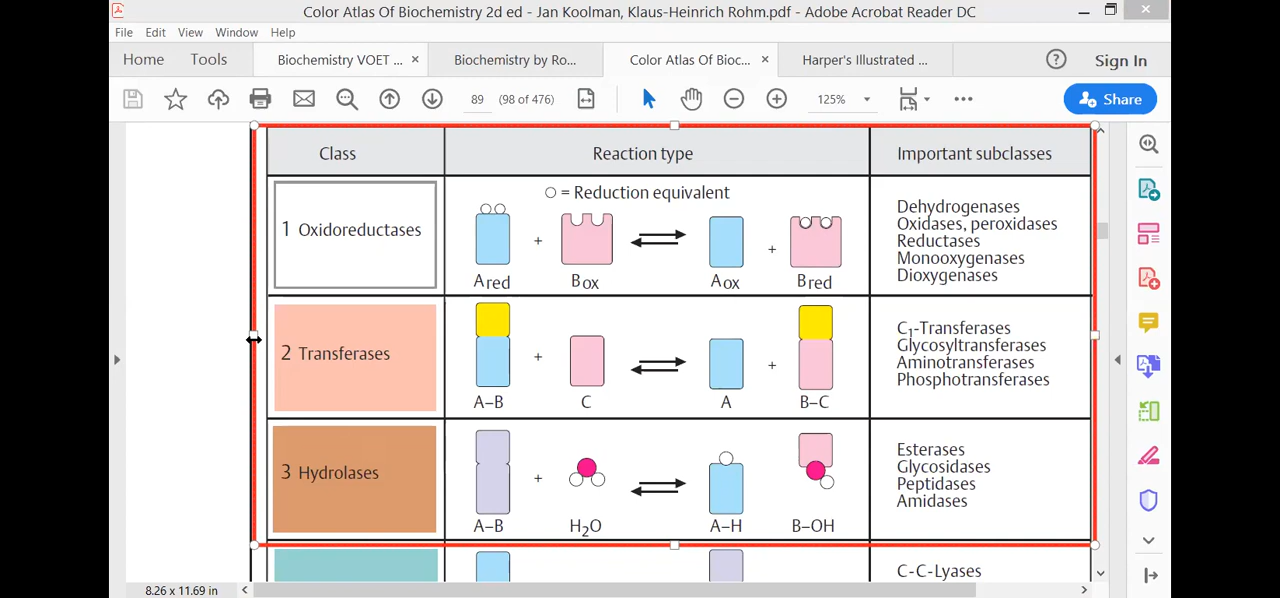 Color Atlas Of Biochemistry 2d ed - Jan Koolman, Klaus-Heinrich Rohm.pdf - Adobe Acrobat Reader DC
File Edit View Window Help
Home Tools Biochemistry VOET ... × Biochemistry by Ro... Color Atlas Of Bioc... × Harper's Illustrated ... ? Sign In
89 (98 of 476) 125% Share
Class Reaction type Important subclasses
= Reduction equivalent
1 Oxidoreductases
Ared + Box Aox + Bred
Dehydrogenases
Oxidases, peroxidases
Reductases
Monooxygenases
Dioxygenases
2 Transferases
A–B + C A + B–C
C1-Transferases
Glycosyltransferases
Aminotransferases
Phosphotransferases
3 Hydrolases
A–B + H2O A–H B–OH
Esterases
Glycosidases
Peptidases
Amidases
C-C-Lyases
8.26 x 11.69 in